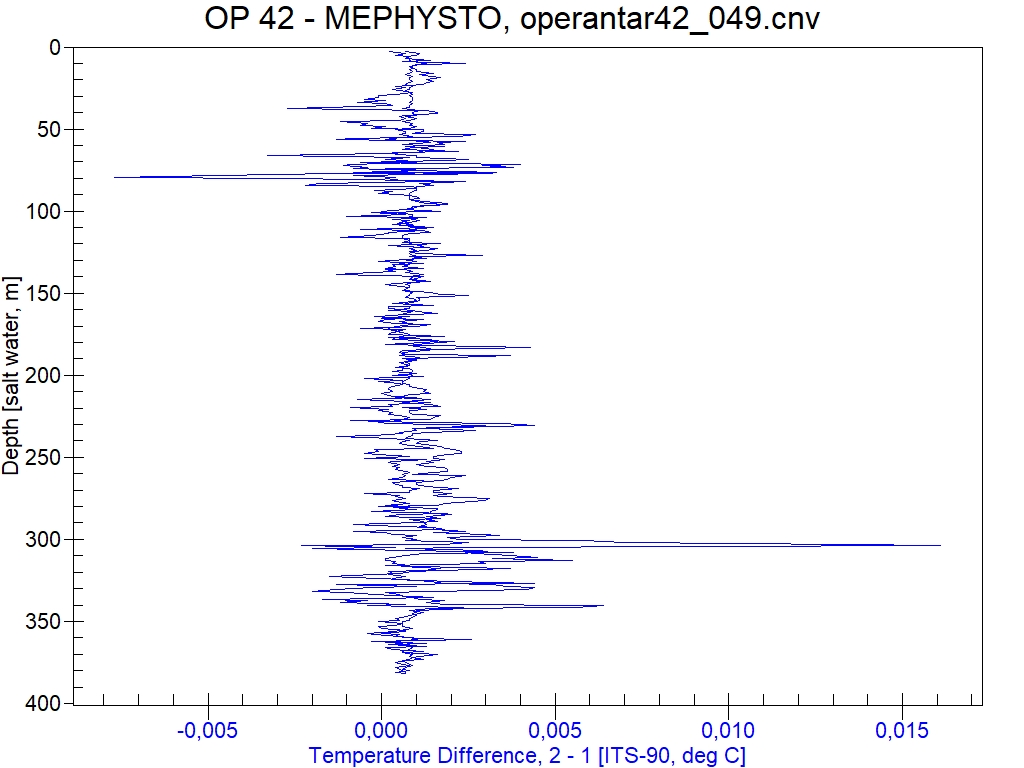 OP 42 - MEPHYSTO, operantar42_049.cnv
0
50
100
150
200
250
300
350
400
Depth [salt water, m]
-0,005 0,000 0,005 0,010 0,015
Temperature Difference, 2 - 1 [ITS-90, deg C]